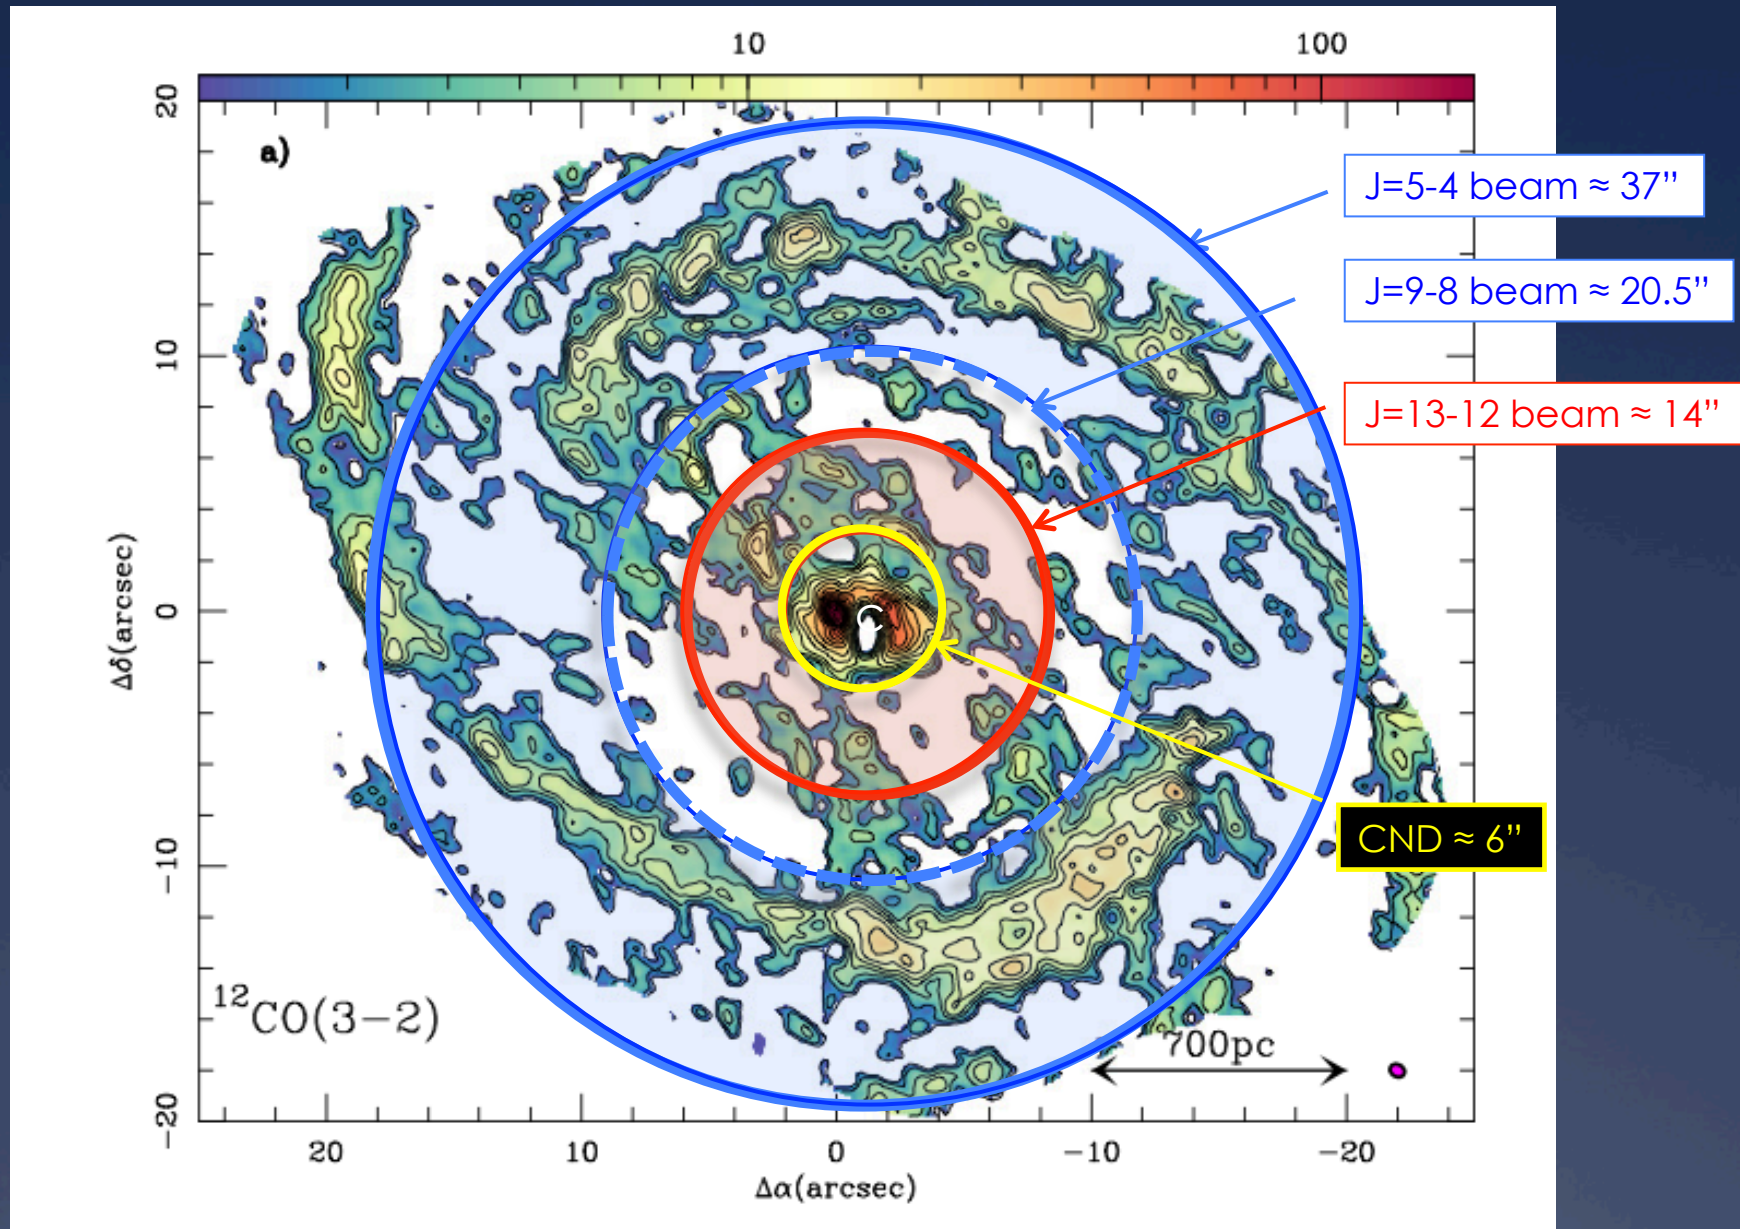 10 100
20
a)
J=5-4 beam ≈ 37”
J=9-8 beam ≈ 20.5”
10
J=13-12 beam ≈ 14”
Δδ(arcsec)
0
C
CND ≈ 6”
−10
¹²CO(3−2)
700pc
−20
20 10 0 −10 −20
Δα(arcsec)